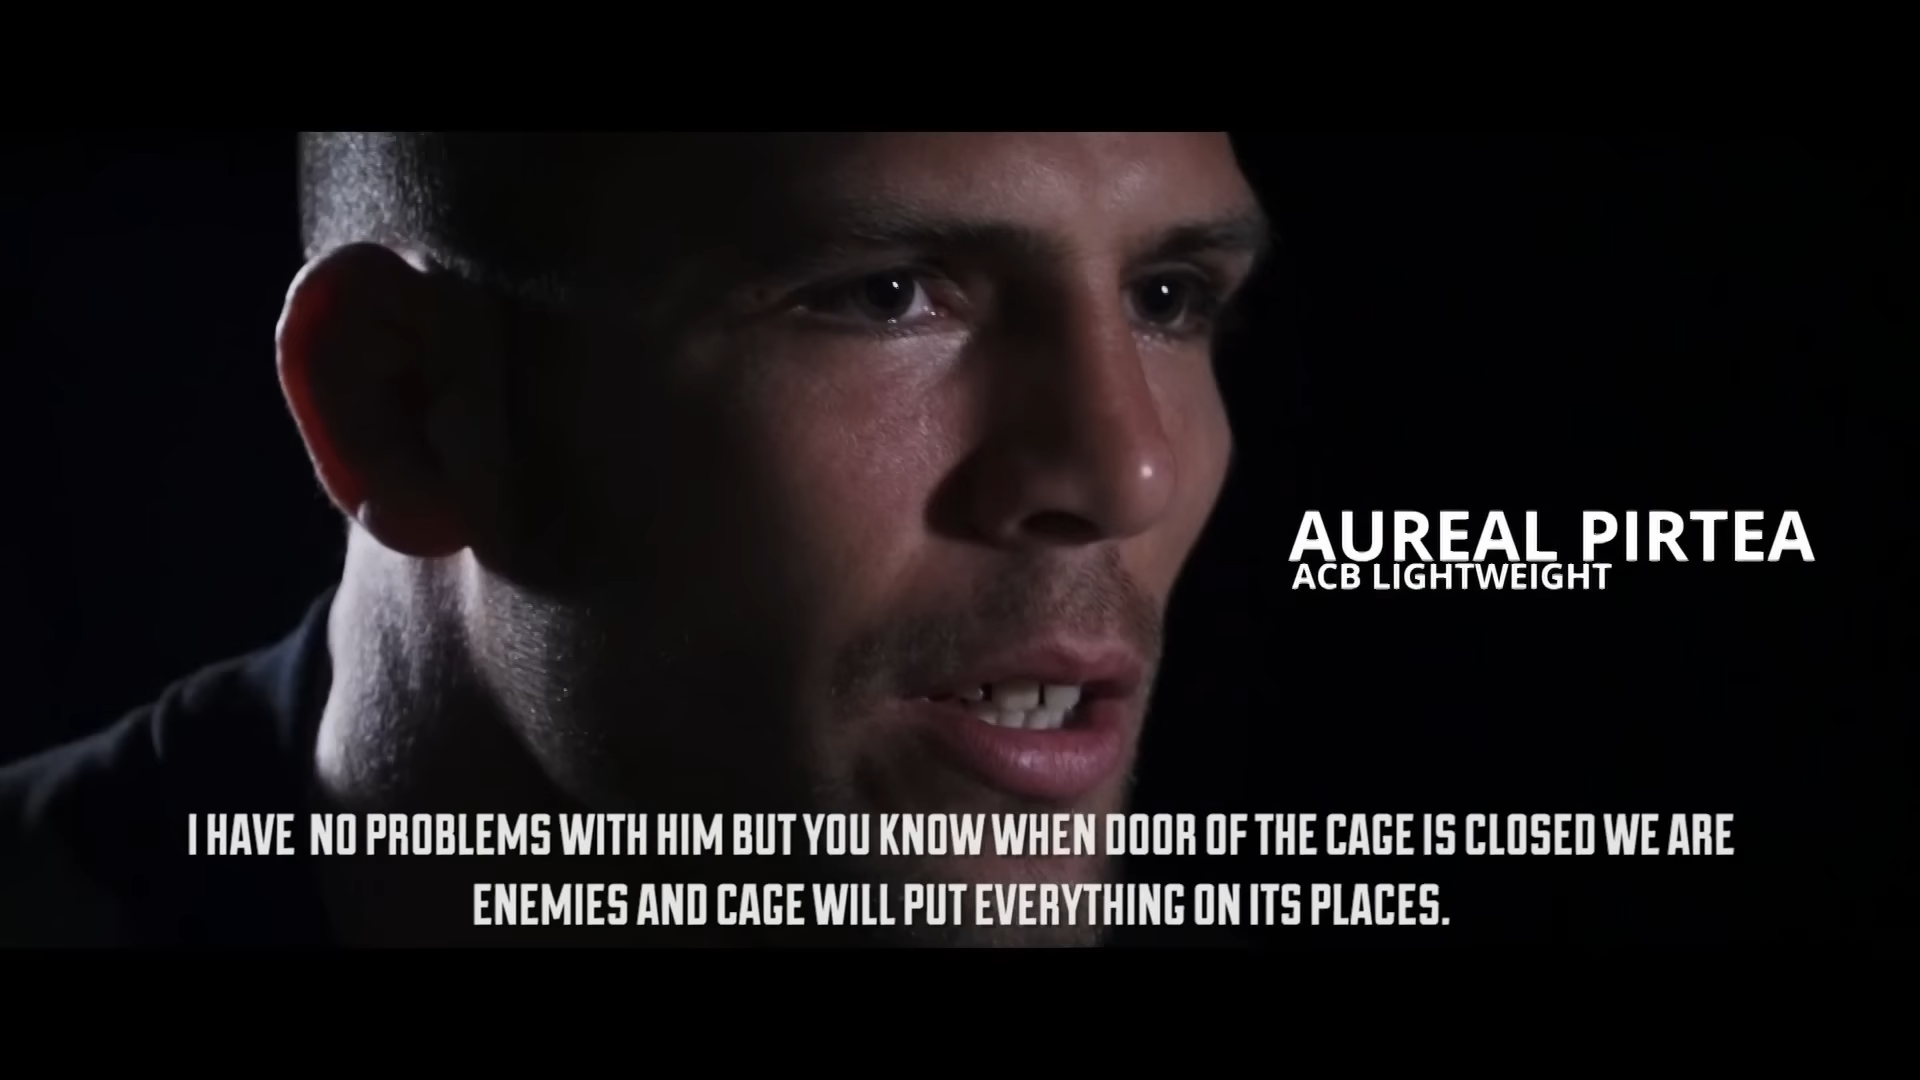 AUREAL PIRTEA
ACB LIGHTWEIGHT
I HAVE NO PROBLEMS WITH HIM BUT YOU KNOW WHEN DOOR OF THE CAGE IS CLOSED WE ARE
ENEMIES AND CAGE WILL PUT EVERYTHING ON ITS PLACES.